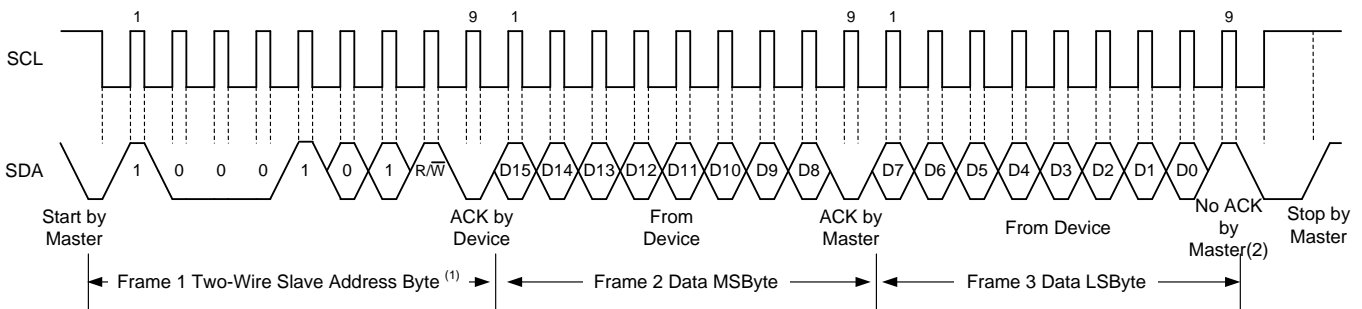 1 9 1 9 1 9
SCL
SDA
1 0 0 0 1 0 1 R/W̅ D15 D14 D13 D12 D11 D10 D9 D8 D7 D6 D5 D4 D3 D2 D1 D0
Start by
Master
ACK by
Device
From
Device
ACK by
Master
From Device
No ACK
by
Master(2)
Stop by
Master
Frame 1 Two-Wire Slave Address Byte (1)
Frame 2 Data MSByte
Frame 3 Data LSByte